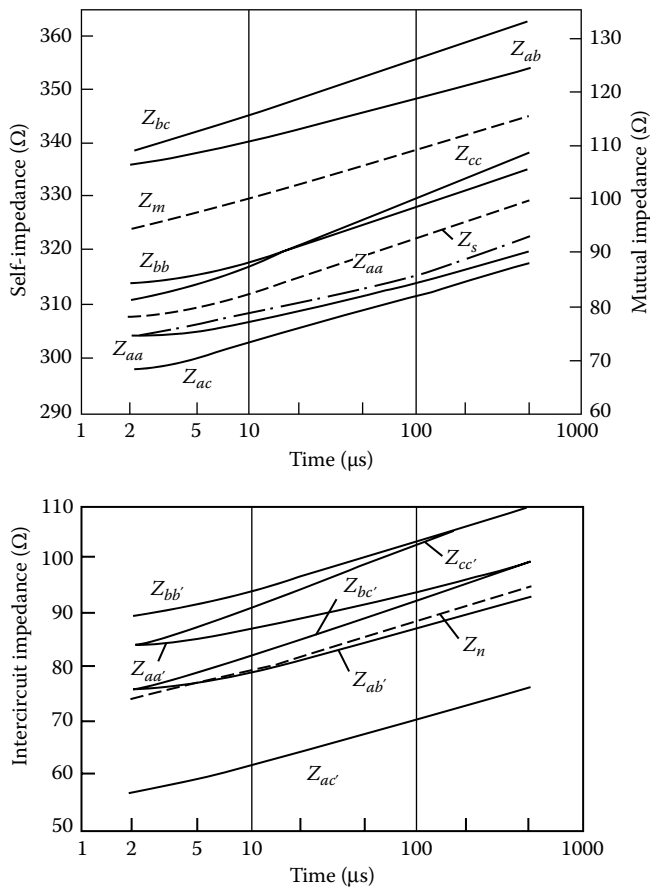 360
350
340
330
320
310
300
290
Self-impedance (Ω)
130
120
110
100
90
80
70
60
Mutual impedance (Ω)
Z_bc
Z_ab
Z_m
Z_cc
Z_bb
Z_s
Z_aa
Z_aa
Z_ac
1 2 5 10 100 1000
Time (μs)
110
100
90
80
70
60
50
Intercircuit impedance (Ω)
Z_bb′
Z_cc′
Z_bc′
Z_aa′
Z_n
Z_ab′
Z_ac′
1 2 5 10 100 1000
Time (μs)